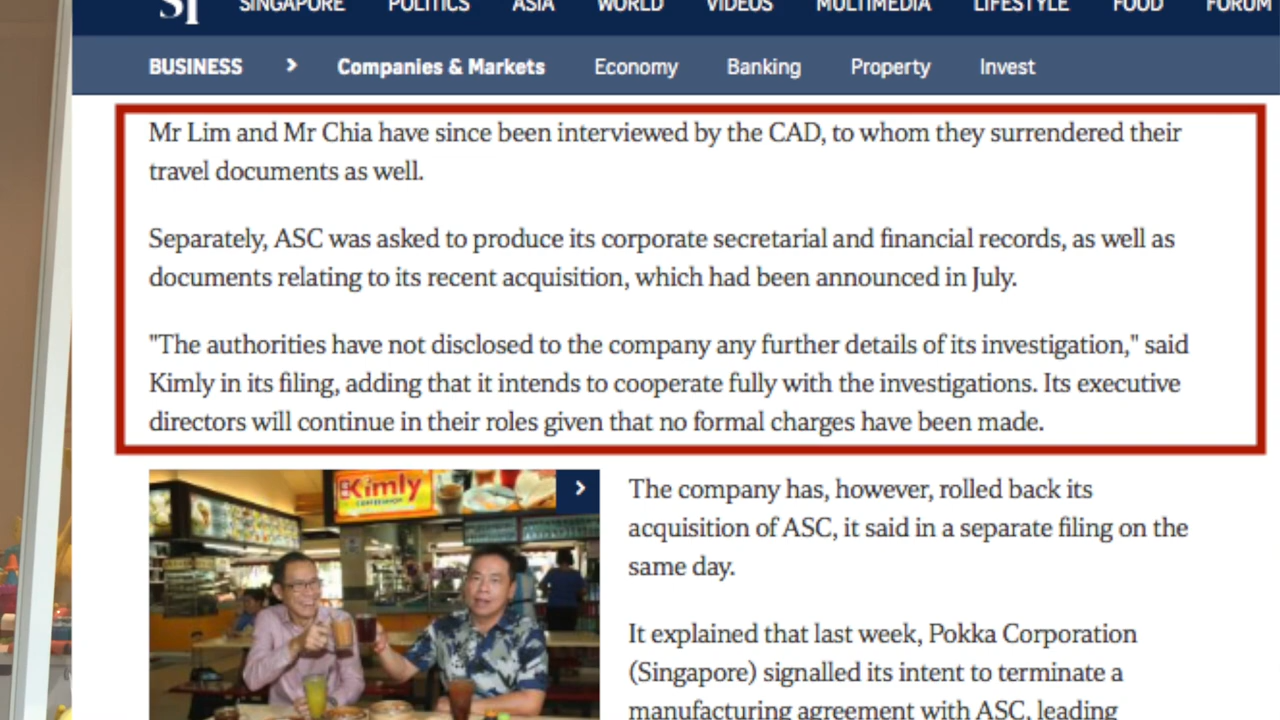 ST
SINGAPORE POLITICS ASIA WORLD VIDEOS MULTIMEDIA LIFESTYLE FOOD FORUM
BUSINESS > Companies & Markets Economy Banking Property Invest
Mr Lim and Mr Chia have since been interviewed by the CAD, to whom they surrendered their
travel documents as well.
Separately, ASC was asked to produce its corporate secretarial and financial records, as well as
documents relating to its recent acquisition, which had been announced in July.
"The authorities have not disclosed to the company any further details of its investigation," said
Kimly in its filing, adding that it intends to cooperate fully with the investigations. Its executive
directors will continue in their roles given that no formal charges have been made.
Kimly
COFFEESHOP
>
The company has, however, rolled back its
acquisition of ASC, it said in a separate filing on the
same day.
It explained that last week, Pokka Corporation
(Singapore) signalled its intent to terminate a
manufacturing agreement with ASC, leading